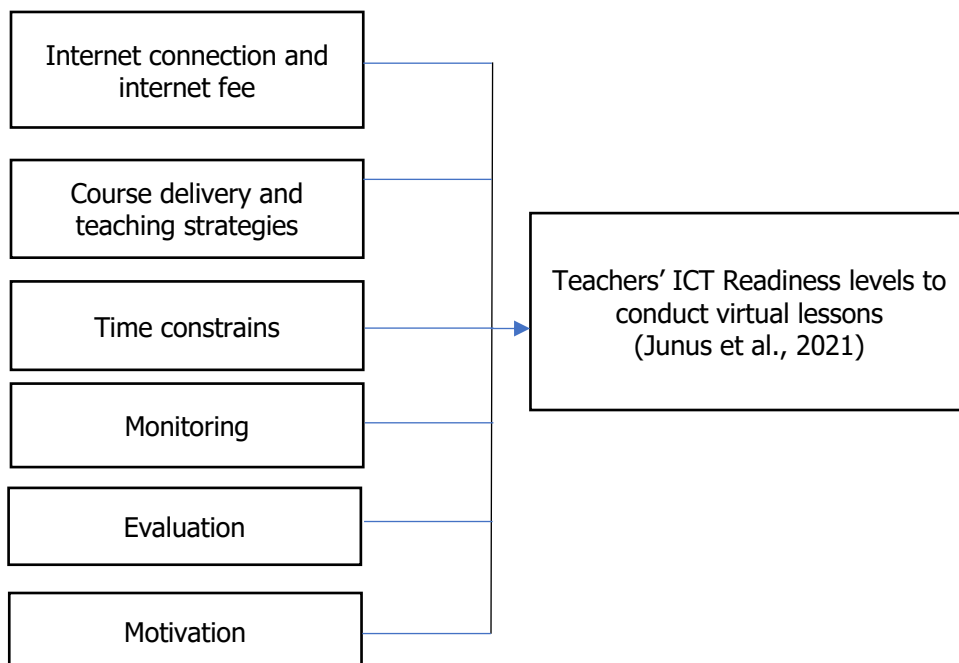 Internet connection and
internet fee
Course delivery and
teaching strategies
Time constrains
Monitoring
Evaluation
Motivation
Teachers’ ICT Readiness levels to
conduct virtual lessons
(Junus et al., 2021)